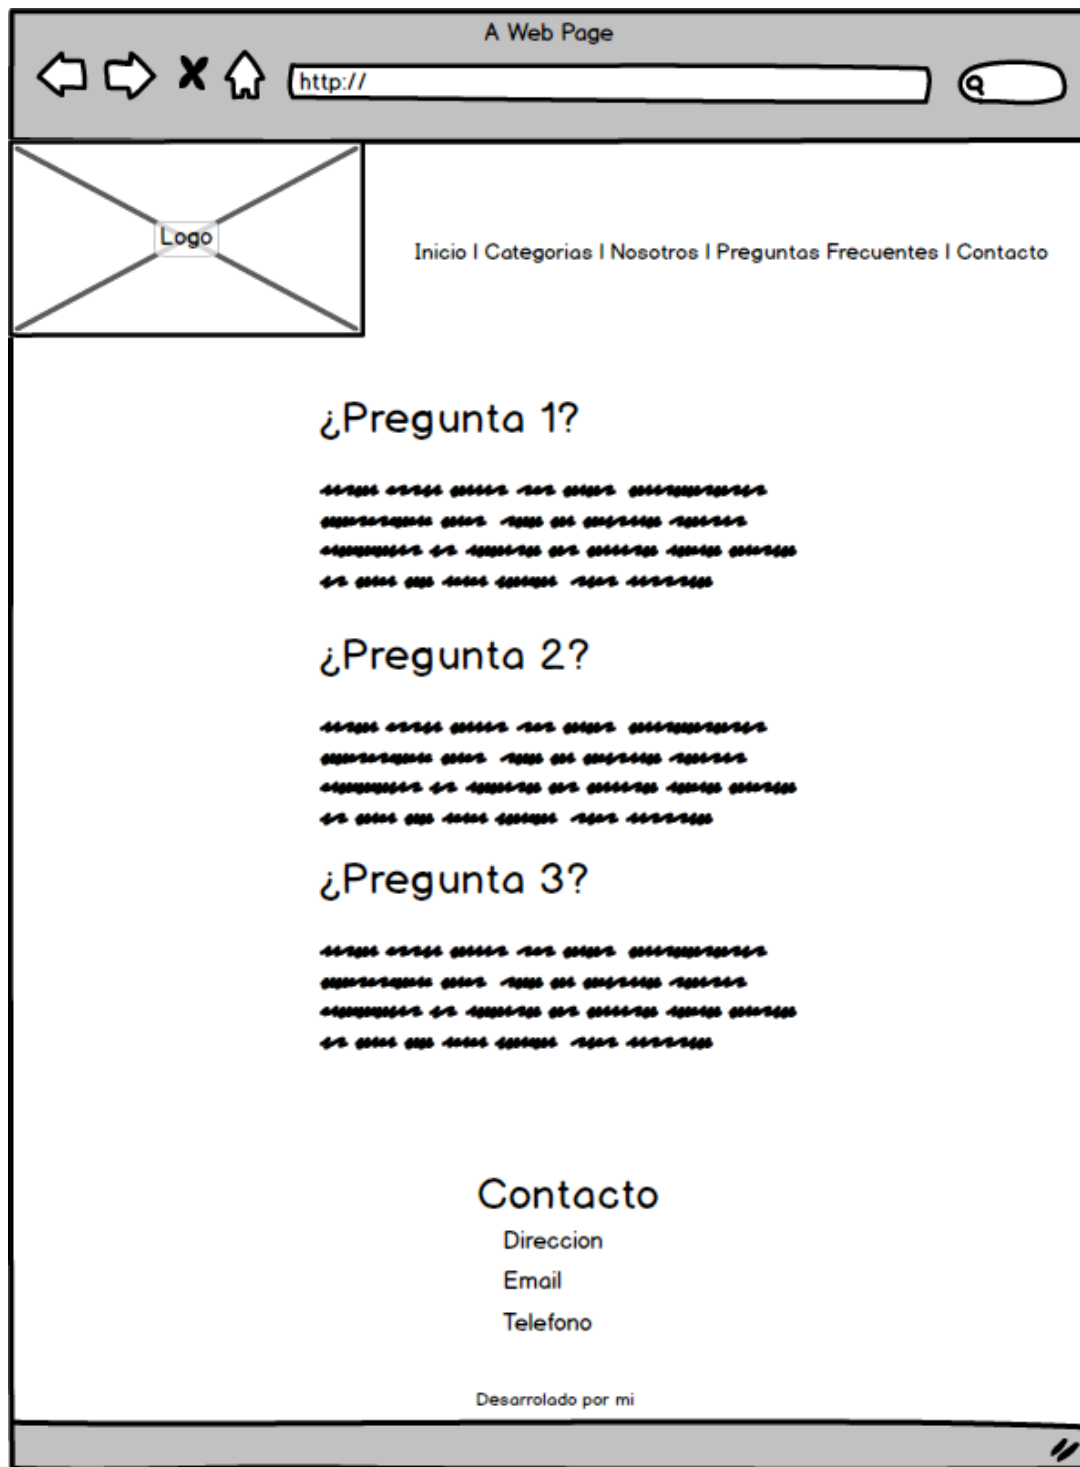 A Web Page
http://
Logo
Inicio | Categorias | Nosotros | Preguntas Frecuentes | Contacto
¿Pregunta 1?
¿Pregunta 2?
¿Pregunta 3?
Contacto
Direccion
Email
Telefono
Desarrolado por mi